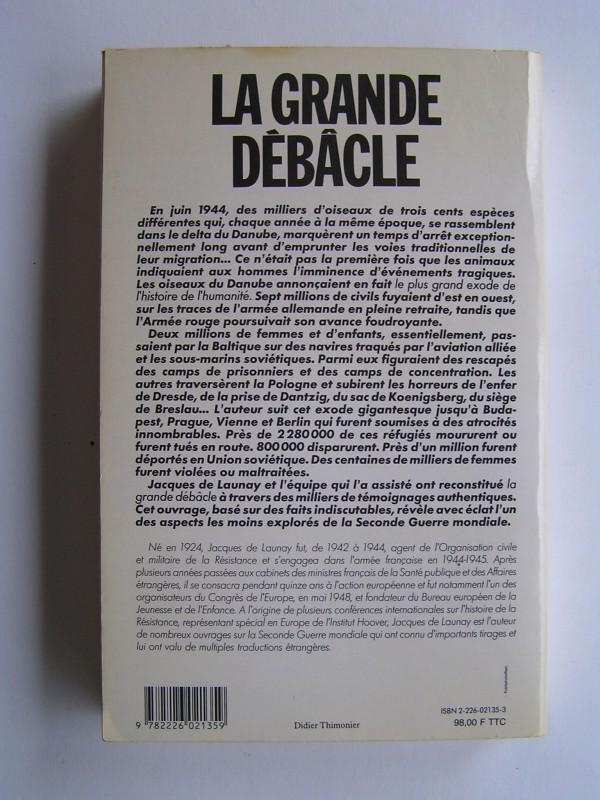 LA GRANDE
DÉBÂCLE
En juin 1944, des milliers d'oiseaux de trois cents espèces
différentes qui, chaque année à la même époque, se rassemblent
dans le delta du Danube, marquèrent un temps d'arrêt exception-
nellement long avant d'emprunter les voies traditionnelles de
leur migration... Ce n'était pas la première fois que les animaux
indiquaient aux hommes l'imminence d'événements tragiques.
Les oiseaux du Danube annonçaient en fait le plus grand exode de
l'histoire de l'humanité. Sept millions de civils fuyaient d'est en ouest,
sur les traces de l'armée allemande en pleine retraite, tandis que
l'Armée rouge poursuivait son avance foudroyante.
Deux millions de femmes et d'enfants, essentiellement, pas-
saient par la Baltique sur des navires traqués par l'aviation alliée
et les sous-marins soviétiques. Parmi eux figuraient des rescapés
des camps de prisonniers et des camps de concentration. Les
autres traversèrent la Pologne et subirent les horreurs de l'enfer
de Dresde, de la prise de Dantzig, du sac de Koenigsberg, du siège
de Breslau... L'auteur suit cet exode gigantesque jusqu'à Buda-
pest, Prague, Vienne et Berlin qui furent soumises à des atrocités
innombrables. Près de 2 280 000 de ces réfugiés moururent ou
furent tués en route. 800 000 disparurent. Près d'un million furent
déportés en Union soviétique. Des centaines de milliers de femmes
furent violées ou maltraitées.
Jacques de Launay et l'équipe qui l'a assisté ont reconstitué la
grande débâcle à travers des milliers de témoignages authentiques.
Cet ouvrage, basé sur des faits indiscutables, révèle avec éclat l'un
des aspects les moins explorés de la Seconde Guerre mondiale.
Né en 1924, Jacques de Launay fut, de 1942 à 1944, agent de l'Organisation civile
et militaire de la Résistance et s'engagea dans l'armée française en 1944-1945. Après
plusieurs années passées aux cabinets des ministres français de la Santé publique et des Affaires
étrangères, il se consacra pendant quinze ans à l'action européenne et fut notamment l'un des
organisateurs du Congrès de l'Europe, en mai 1948, et fondateur du Bureau européen de la
Jeunesse et de l'Enfance. A l'origine de plusieurs conférences internationales sur l'histoire de la
Résistance, représentant spécial en Europe de l'Institut Hoover, Jacques de Launay est l'auteur
de nombreux ouvrages sur la Seconde Guerre mondiale qui ont connu d'importants tirages et
lui ont valu de multiples traductions étrangères.
ISBN 2-226-02135-3
98,00 F TTC
9 782226 021359
Didier Thimonier